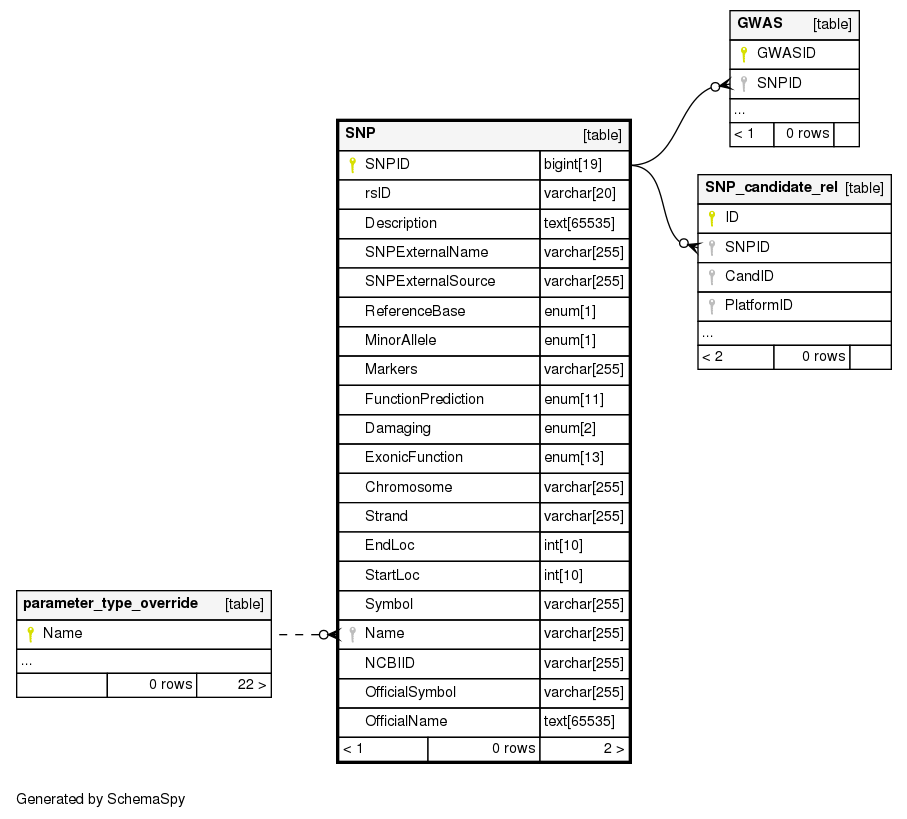 GWAS [table]
GWASID
SNPID
...
< 1 0 rows
SNP [table]
SNPID bigint[19]
rsID varchar[20]
Description text[65535]
SNPExternalName varchar[255]
SNPExternalSource varchar[255]
ReferenceBase enum[1]
MinorAllele enum[1]
Markers varchar[255]
FunctionPrediction enum[11]
Damaging enum[2]
ExonicFunction enum[13]
Chromosome varchar[255]
Strand varchar[255]
EndLoc int[10]
StartLoc int[10]
Symbol varchar[255]
Name varchar[255]
NCBIID varchar[255]
OfficialSymbol varchar[255]
OfficialName text[65535]
< 1 0 rows 2 >
SNP_candidate_rel [table]
ID
SNPID
CandID
PlatformID
...
< 2 0 rows
parameter_type_override [table]
Name
...
0 rows 22 >
Generated by SchemaSpy